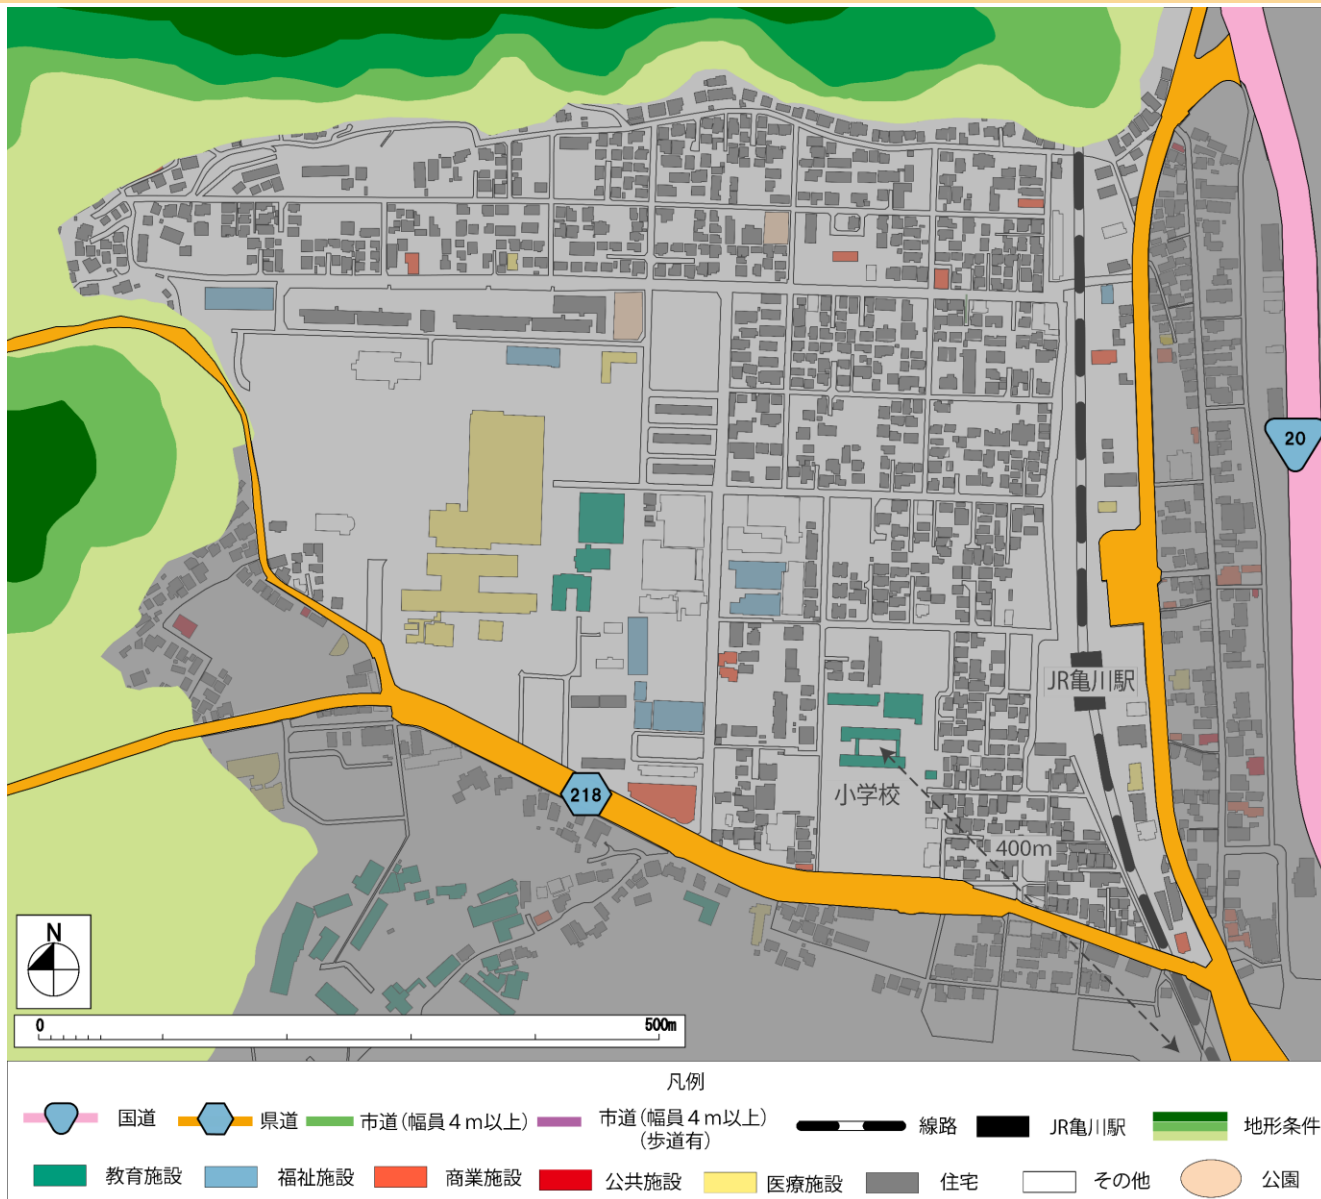 20
JR亀川駅
小学校
218
400m
N
0
500m
凡例
国道
県道
市道(幅員4m以上)
市道(幅員4m以上)
(歩道有)
線路
JR亀川駅
地形条件
教育施設
福祉施設
商業施設
公共施設
医療施設
住宅
その他
公園